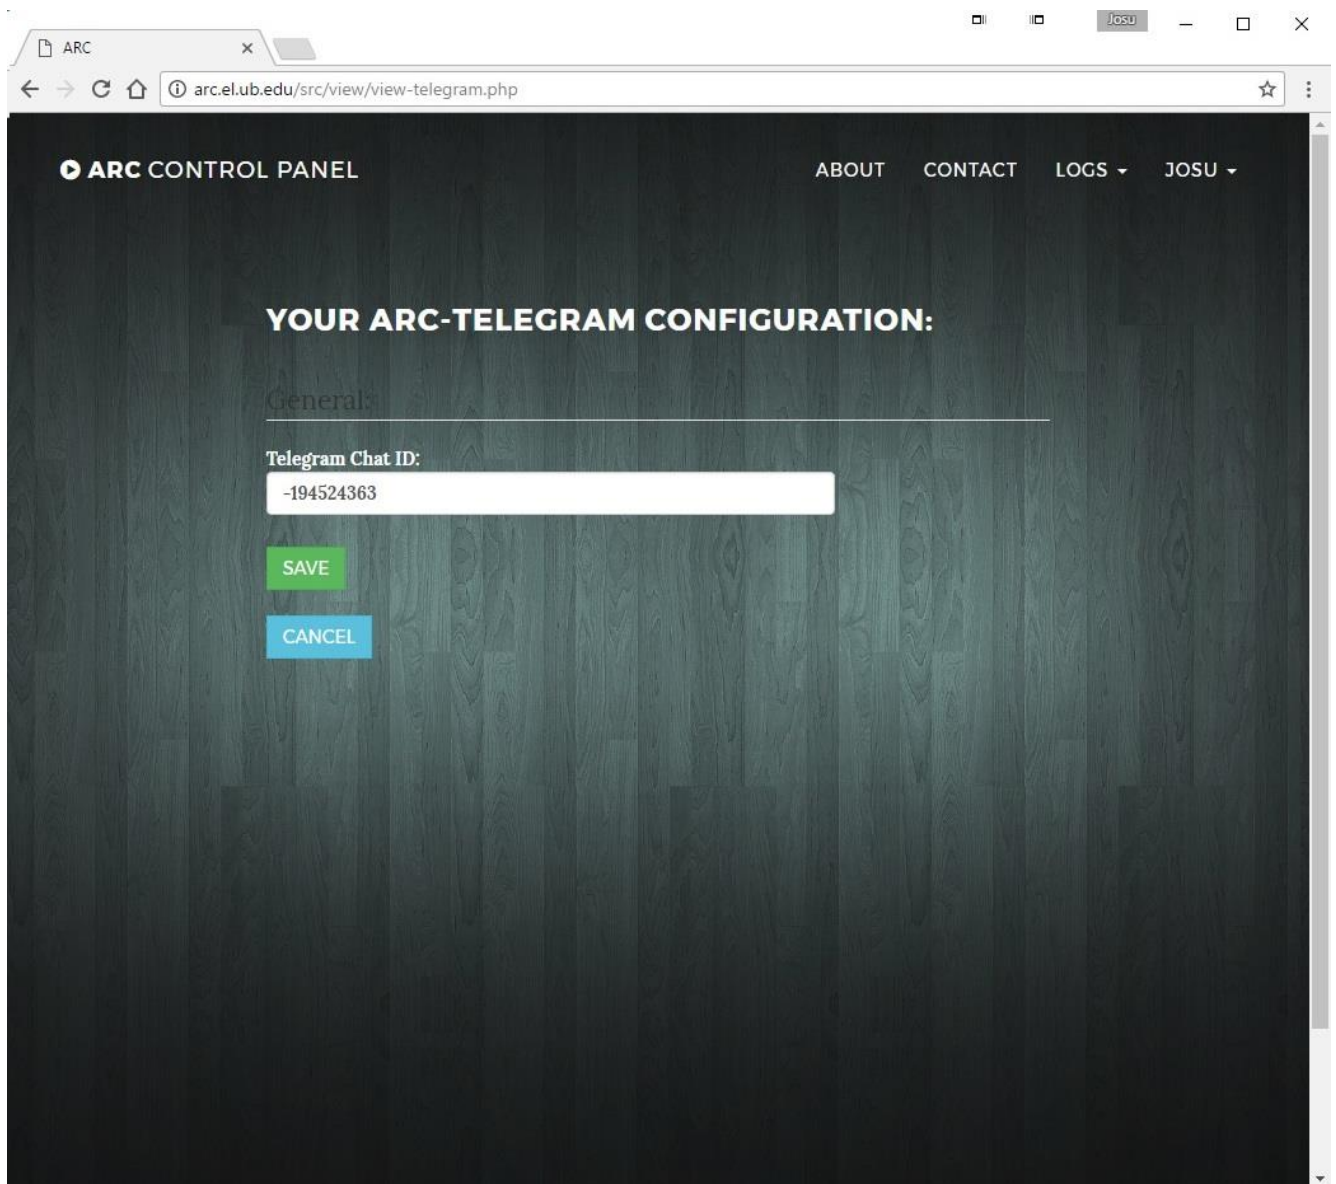 Josu
ARC
arc.el.ub.edu/src/view/view-telegram.php
ARC CONTROL PANEL
ABOUT CONTACT LOGS JOSU
YOUR ARC-TELEGRAM CONFIGURATION:
General:
Telegram Chat ID:
-194524363
SAVE
CANCEL